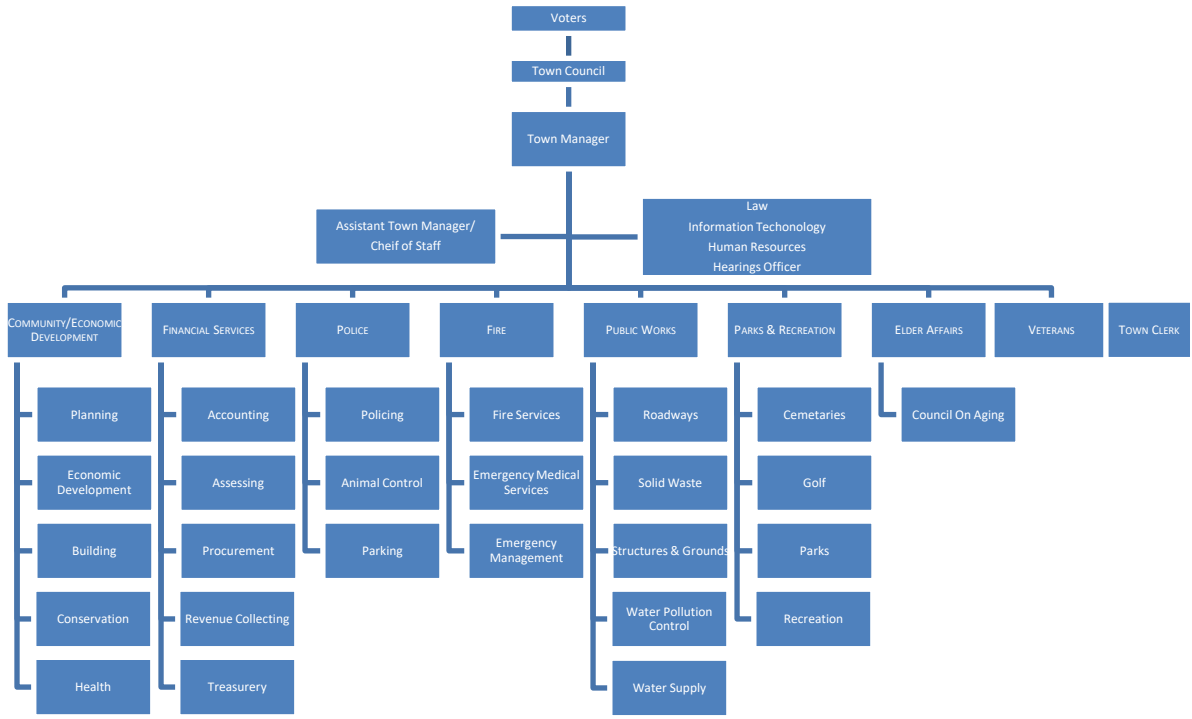 Voters
Town Council
Town Manager
Assistant Town Manager/
Cheif of Staff
Law
Information Techonology
Human Resources
Hearings Officer
COMMUNITY/ECONOMIC
DEVELOPMENT
FINANCIAL SERVICES
POLICE
FIRE
PUBLIC WORKS
PARKS & RECREATION
ELDER AFFAIRS
VETERANS
TOWN CLERK
Planning
Economic
Development
Building
Conservation
Health
Accounting
Assessing
Procurement
Revenue Collecting
Treasurery
Policing
Animal Control
Parking
Fire Services
Emergency Medical
Services
Emergency
Management
Roadways
Solid Waste
Structures & Grounds
Water Pollution
Control
Water Supply
Cemetaries
Golf
Parks
Recreation
Council On Aging